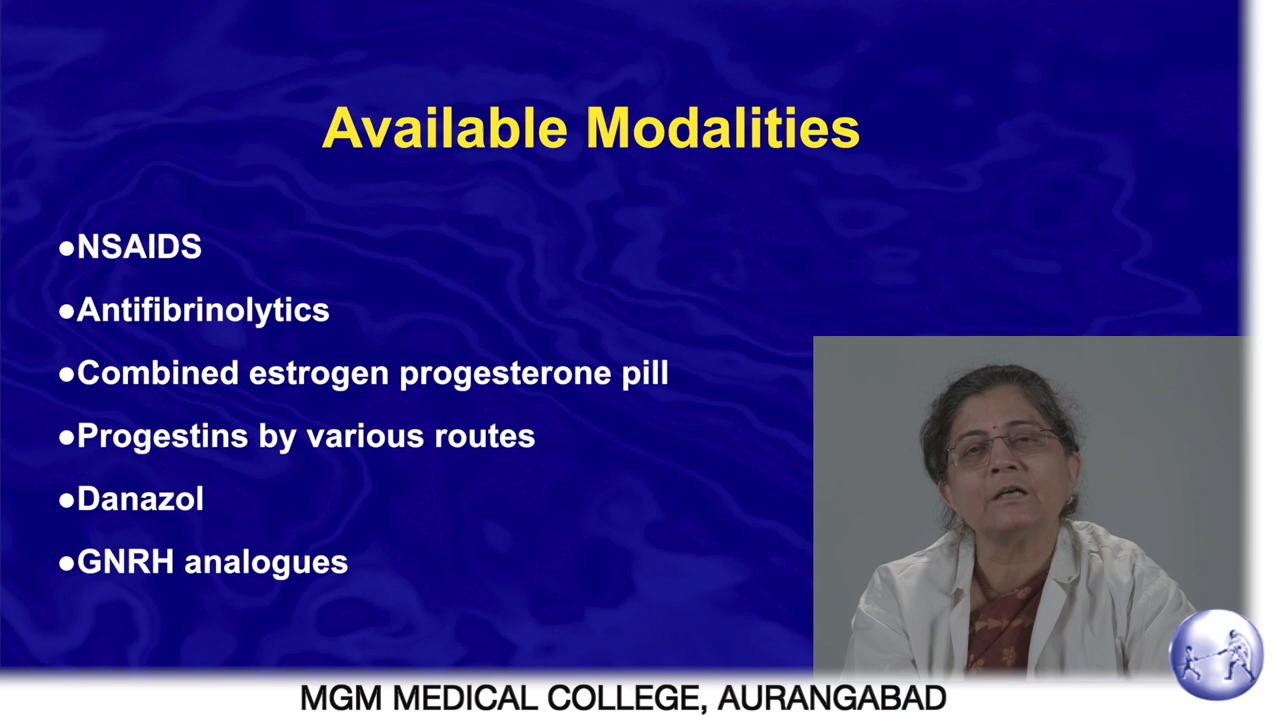 Available Modalities
●NSAIDS
●Antifibrinolytics
●Combined estrogen progesterone pill
●Progestins by various routes
●Danazol
●GNRH analogues
MGM MEDICAL COLLEGE, AURANGABAD